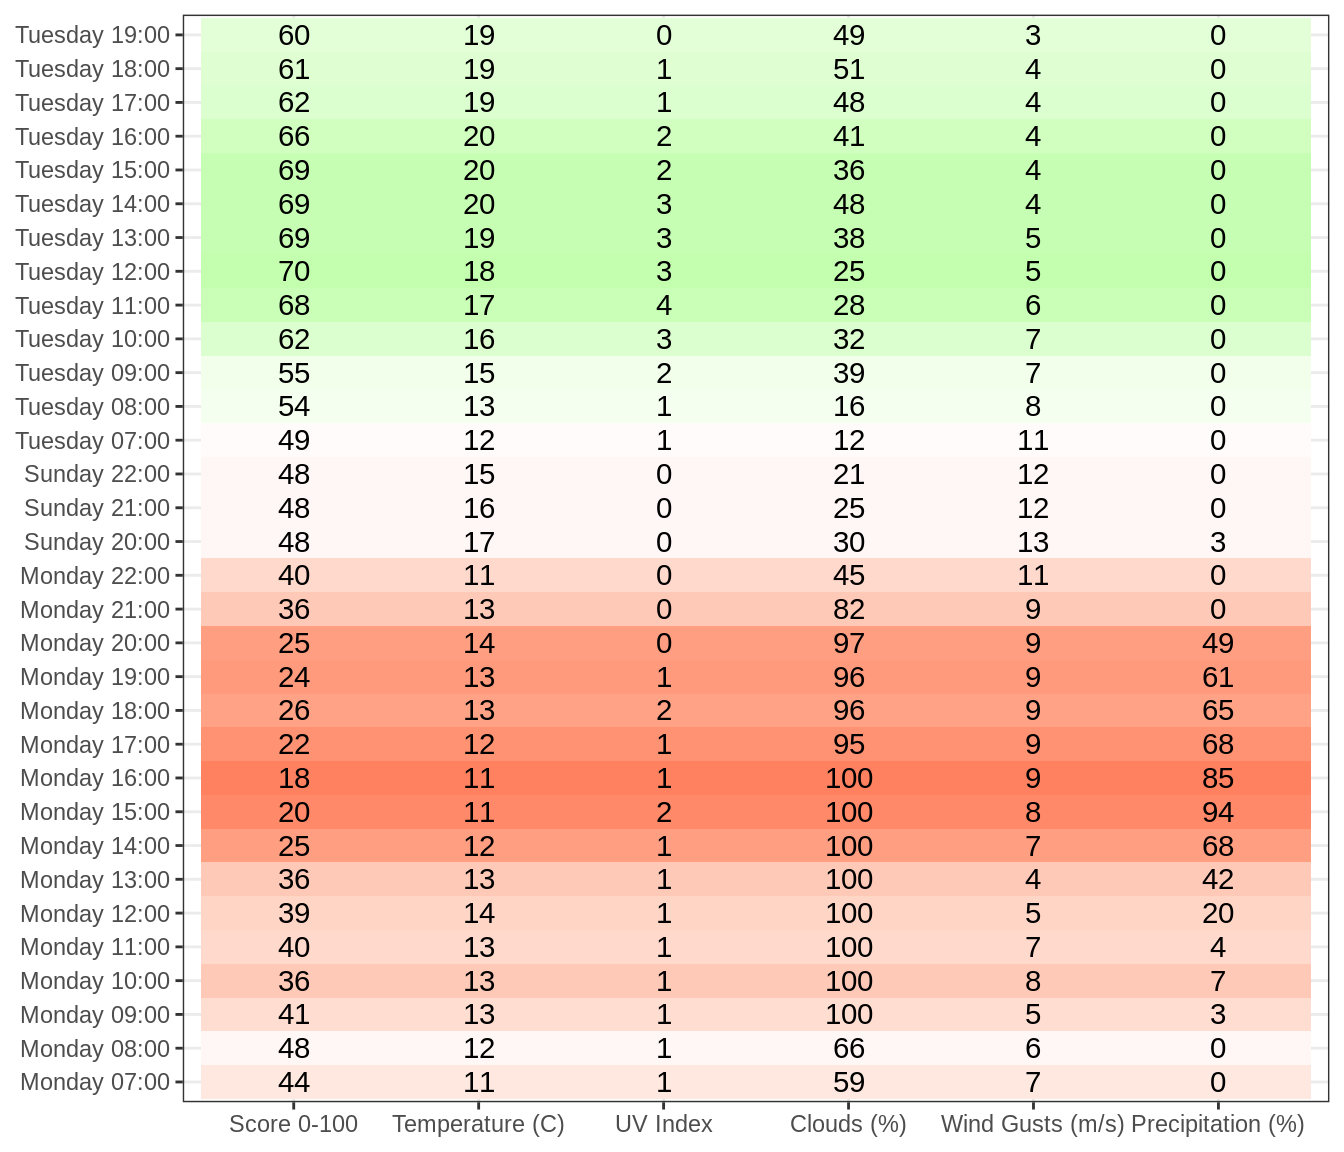 Tuesday 19:00 60 19 0 49 3 0
Tuesday 18:00 61 19 1 51 4 0
Tuesday 17:00 62 19 1 48 4 0
Tuesday 16:00 66 20 2 41 4 0
Tuesday 15:00 69 20 2 36 4 0
Tuesday 14:00 69 20 3 48 4 0
Tuesday 13:00 69 19 3 38 5 0
Tuesday 12:00 70 18 3 25 5 0
Tuesday 11:00 68 17 4 28 6 0
Tuesday 10:00 62 16 3 32 7 0
Tuesday 09:00 55 15 2 39 7 0
Tuesday 08:00 54 13 1 16 8 0
Tuesday 07:00 49 12 1 12 11 0
Sunday 22:00 48 15 0 21 12 0
Sunday 21:00 48 16 0 25 12 0
Sunday 20:00 48 17 0 30 13 3
Monday 22:00 40 11 0 45 11 0
Monday 21:00 36 13 0 82 9 0
Monday 20:00 25 14 0 97 9 49
Monday 19:00 24 13 1 96 9 61
Monday 18:00 26 13 2 96 9 65
Monday 17:00 22 12 1 95 9 68
Monday 16:00 18 11 1 100 9 85
Monday 15:00 20 11 2 100 8 94
Monday 14:00 25 12 1 100 7 68
Monday 13:00 36 13 1 100 4 42
Monday 12:00 39 14 1 100 5 20
Monday 11:00 40 13 1 100 7 4
Monday 10:00 36 13 1 100 8 7
Monday 09:00 41 13 1 100 5 3
Monday 08:00 48 12 1 66 6 0
Monday 07:00 44 11 1 59 7 0
Score 0-100 Temperature (C) UV Index Clouds (%) Wind Gusts (m/s) Precipitation (%)